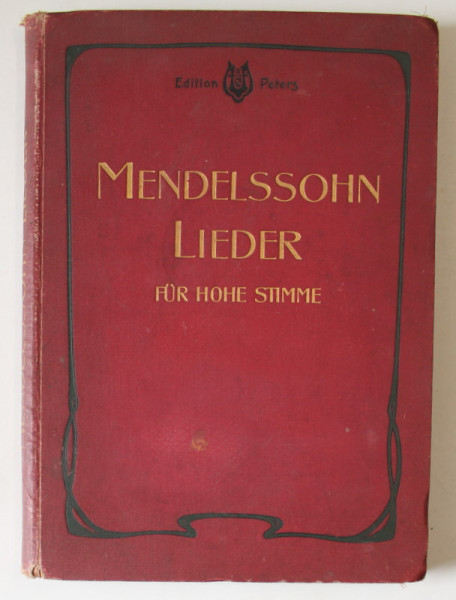 Edition Peters
MENDELSSOHN
LIEDER
FÜR HOHE STIMME